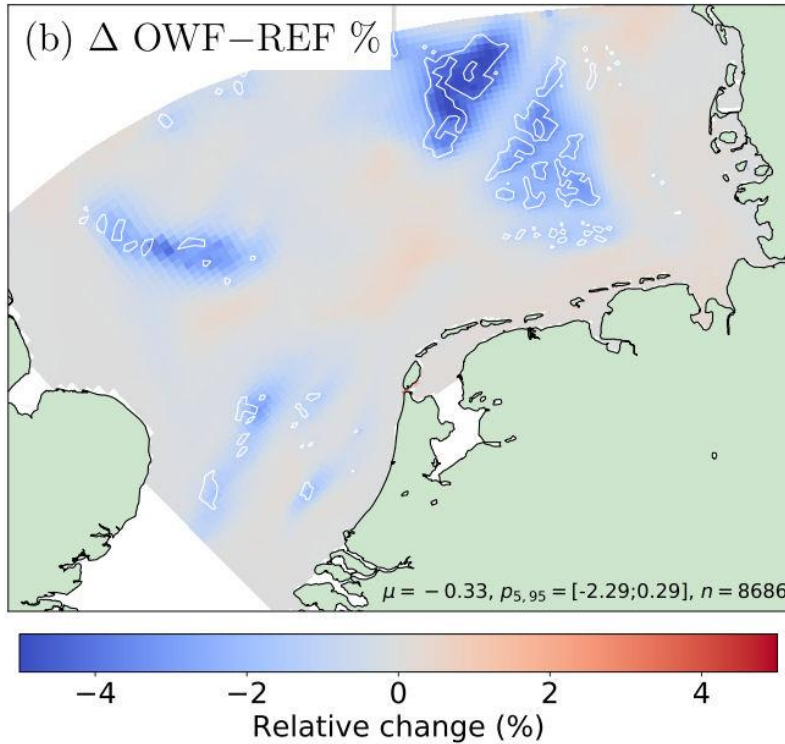 (b) Δ OWF−REF %
μ = −0.33, p5,95 = [-2.29;0.29], n = 8686
−4 −2 0 2 4
Relative change (%)